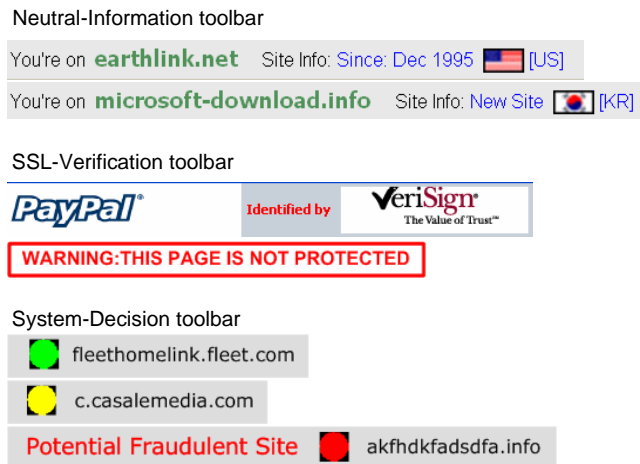 Neutral-Information toolbar
You're on earthlink.net Site Info: Since: Dec 1995 [US]
You're on microsoft-download.info Site Info: New Site [KR]
SSL-Verification toolbar
PayPal® Identified by VeriSign®
The Value of Trust℠
WARNING:THIS PAGE IS NOT PROTECTED
System-Decision toolbar
fleethomelink.fleet.com
c.casalemedia.com
Potential Fraudulent Site akfhdkfadsdfa.info